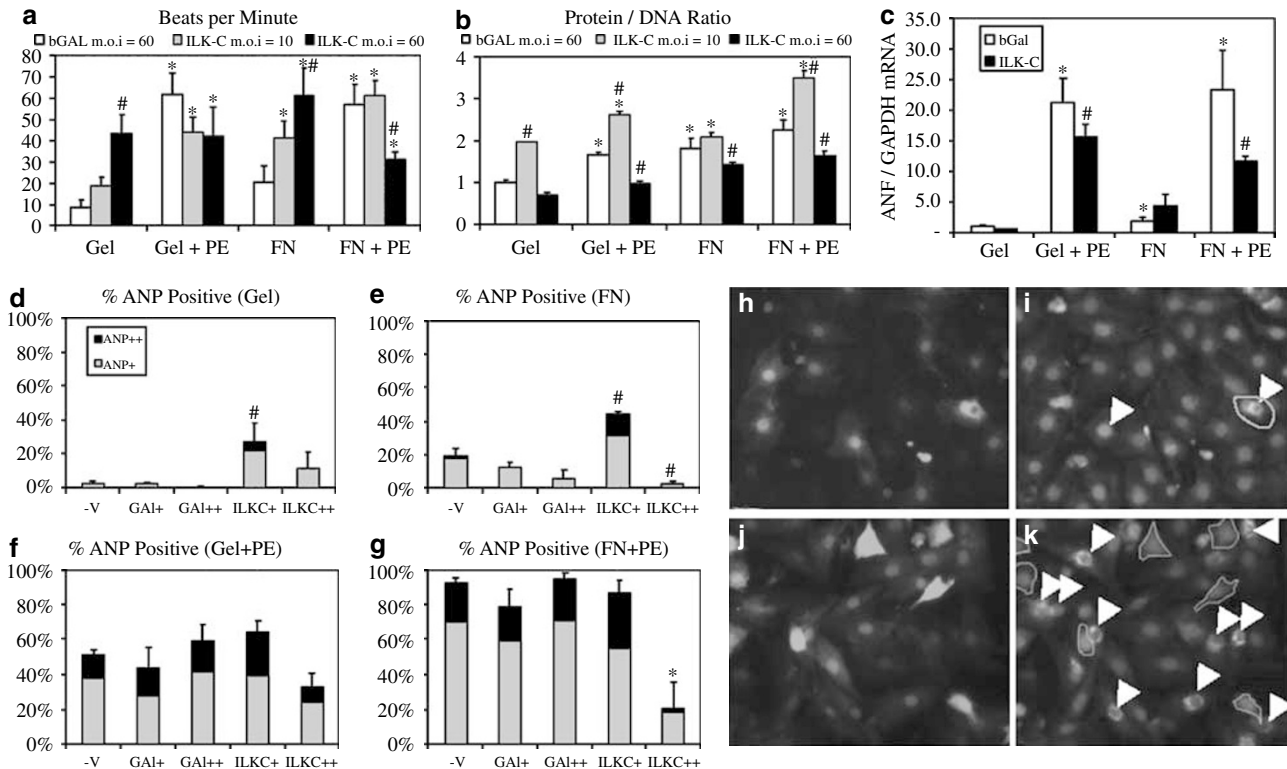 a
Beats per Minute
bGAL m.o.i = 60 ILK-C m.o.i = 10 ILK-C m.o.i = 60
80
70
60
50
40
30
20
10
0
* * * # * *# * * # *
Gel Gel + PE FN FN + PE
b
Protein / DNA Ratio
bGAL m.o.i = 60 ILK-C m.o.i = 10 ILK-C m.o.i = 60
4
3
2
1
0
# * # * # * * # * *# #
Gel Gel + PE FN FN + PE
c
ANF / GAPDH mRNA
bGal
ILK-C
35.0
30.0
25.0
20.0
15.0
10.0
5.0
-
* # * * #
Gel Gel + PE FN FN + PE
d
% ANP Positive (Gel)
ANP++
ANP+
100%
80%
60%
40%
20%
0%
#
-V GAl+ GAl++ ILKC+ ILKC++
e
% ANP Positive (FN)
100%
80%
60%
40%
20%
0%
# #
-V GAl+ GAl++ ILKC+ ILKC++
f
% ANP Positive (Gel+PE)
100%
80%
60%
40%
20%
0%
-V GAl+ GAl++ ILKC+ ILKC++
g
% ANP Positive (FN+PE)
100%
80%
60%
40%
20%
0%
*
-V GAl+ GAl++ ILKC+ ILKC++
h
i
j
k